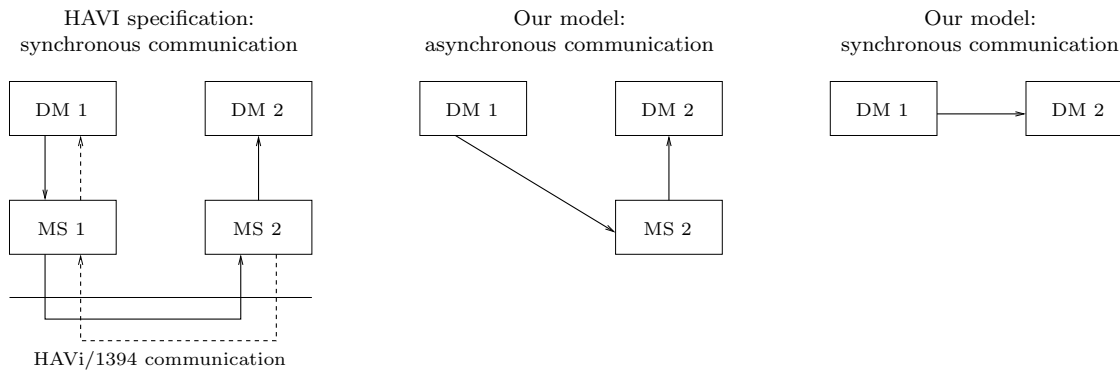 HAVI specification:
synchronous communication
DM 1
DM 2
MS 1
MS 2
HAVi/1394 communication
Our model:
asynchronous communication
DM 1
DM 2
MS 2
Our model:
synchronous communication
DM 1
DM 2